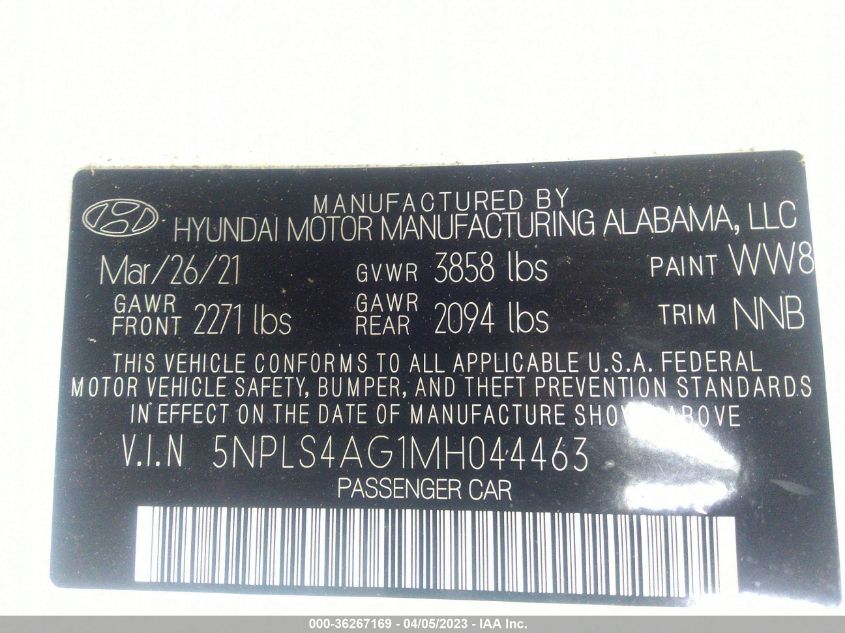 MANUFACTURED BY
HYUNDAI MOTOR MANUFACTURING ALABAMA, LLC
Mar/26/21 GVWR 3858 lbs PAINT WW8
GAWR FRONT 2271 lbs GAWR REAR 2094 lbs TRIM NNB
THIS VEHICLE CONFORMS TO ALL APPLICABLE U.S.A. FEDERAL
MOTOR VEHICLE SAFETY, BUMPER, AND THEFT PREVENTION STANDARDS
IN EFFECT ON THE DATE OF MANUFACTURE SHOWN ABOVE
V.I.N 5NPLS4AG1MH044463
PASSENGER CAR
000-36267169 - 04/05/2023 - IAA Inc.